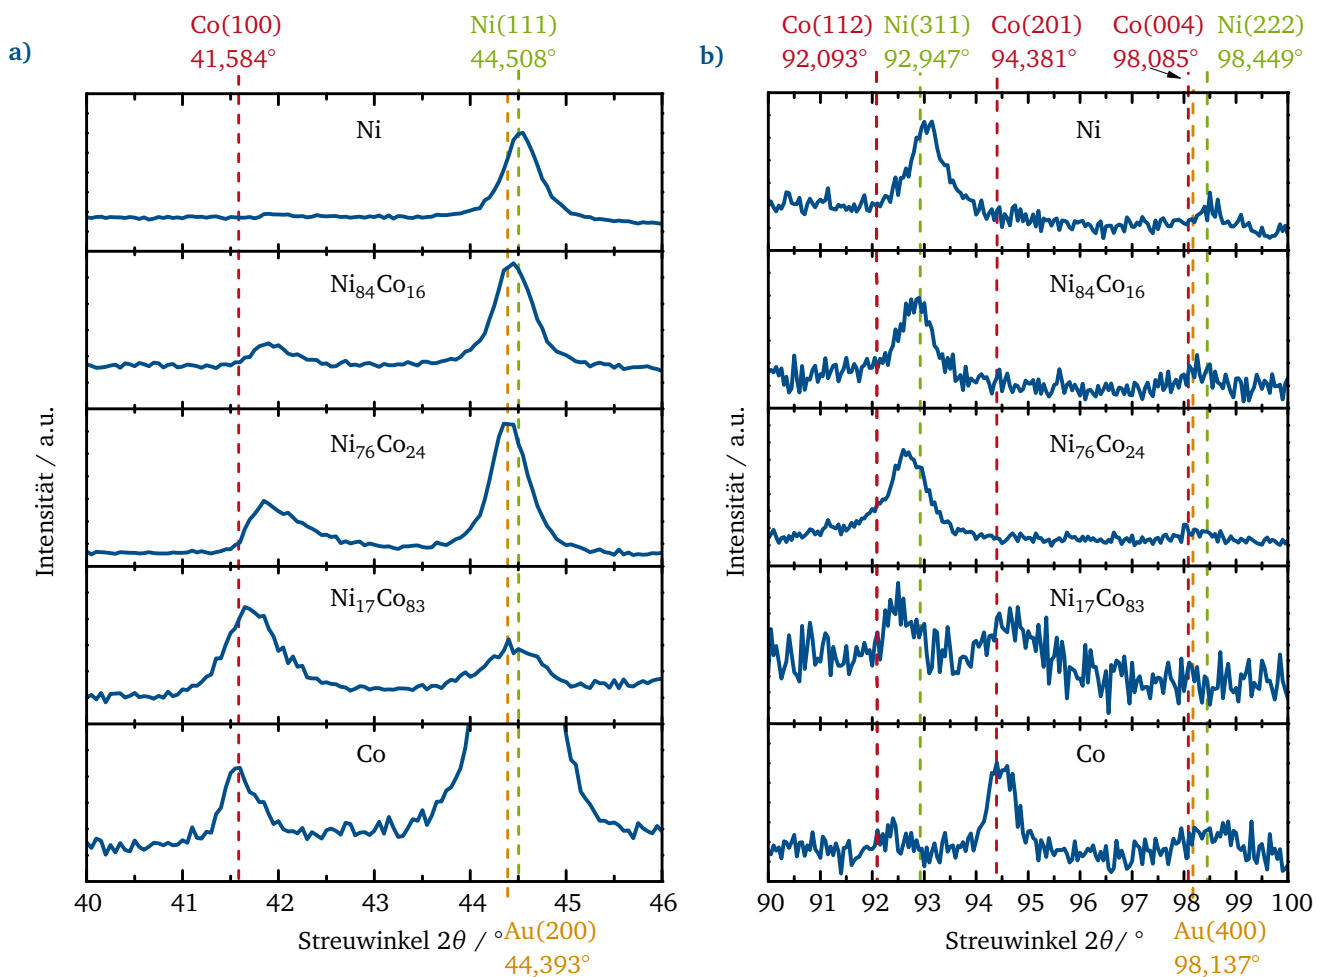 a)
Co(100)
41,584°
Ni(111)
44,508°
Ni
Ni₈₄Co₁₆
Ni₇₆Co₂₄
Ni₁₇Co₈₃
Co
Intensität / a.u.
40 41 42 43 44 45 46
Streuwinkel 2θ / °
Au(200)
44,393°
b)
Co(112)
92,093°
Ni(311)
92,947°
Co(201)
94,381°
Co(004)
98,085°
Ni(222)
98,449°
Ni
Ni₈₄Co₁₆
Ni₇₆Co₂₄
Ni₁₇Co₈₃
Co
Intensität / a.u.
90 91 92 93 94 95 96 97 98 99 100
Streuwinkel 2θ/ °
Au(400)
98,137°